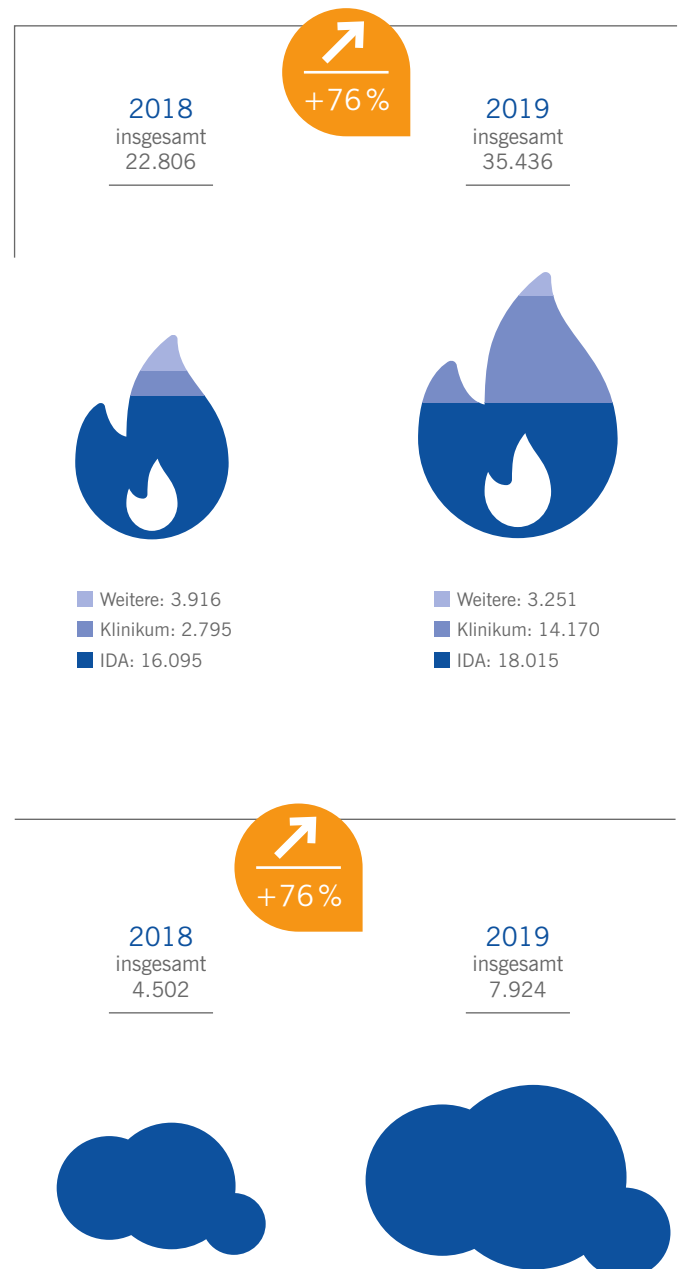 +76 %
2018
insgesamt
22.806
2019
insgesamt
35.436
Weitere: 3.916
Klinikum: 2.795
IDA: 16.095
Weitere: 3.251
Klinikum: 14.170
IDA: 18.015
+76 %
2018
insgesamt
4.502
2019
insgesamt
7.924